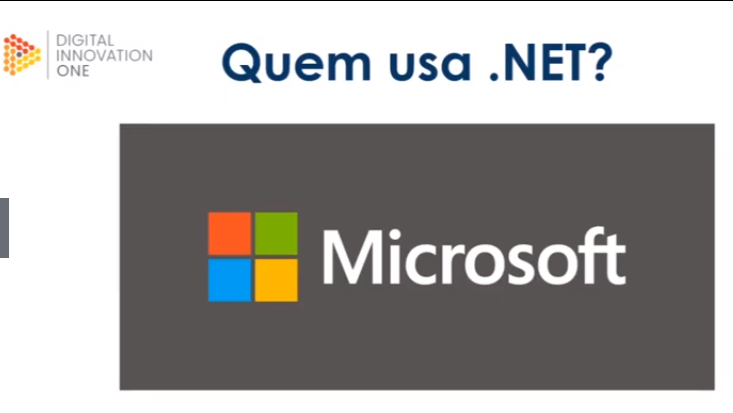 DIGITAL
INNOVATION
ONE
Quem usa .NET?
Microsoft